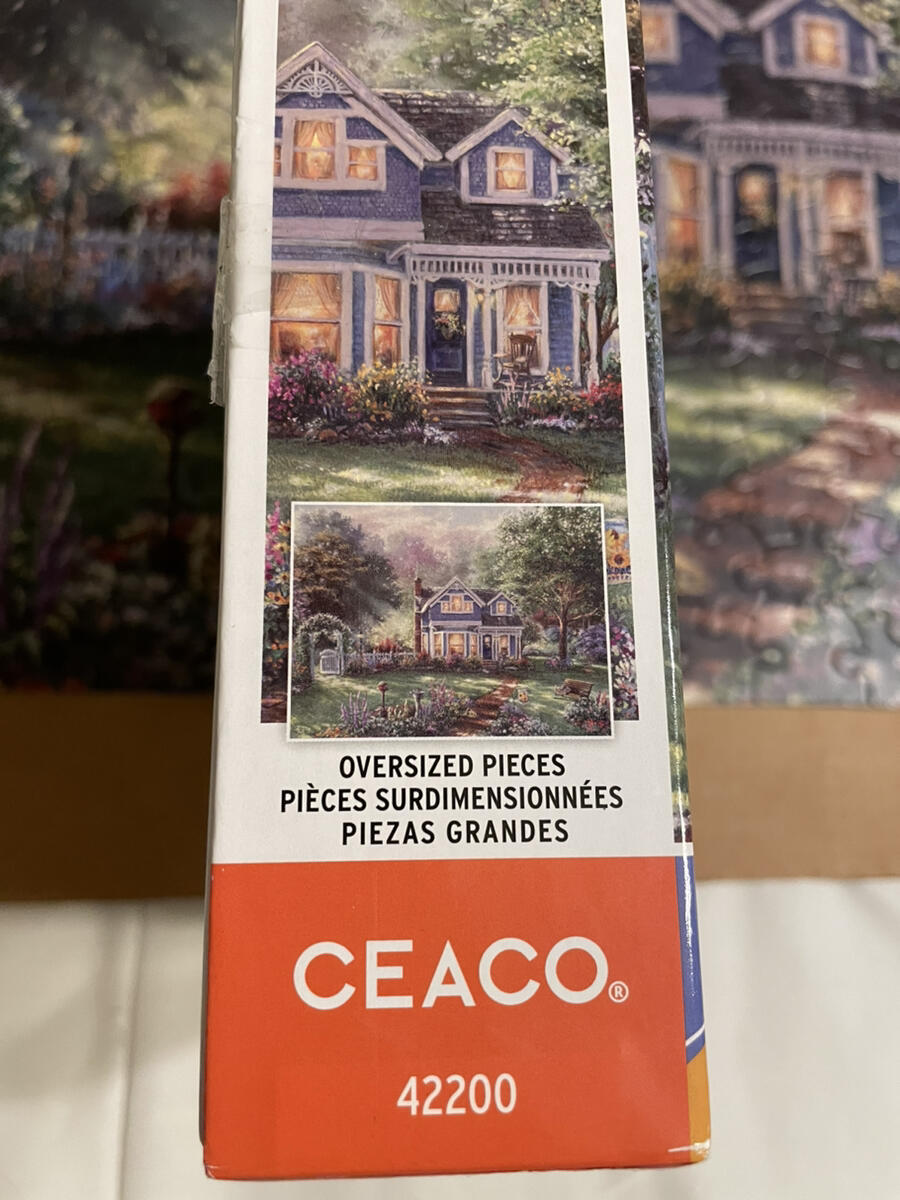 OVERSIZED PIECES
PIÈCES SURDIMENSIONNÉES
PIEZAS GRANDES
CEACO®
42200